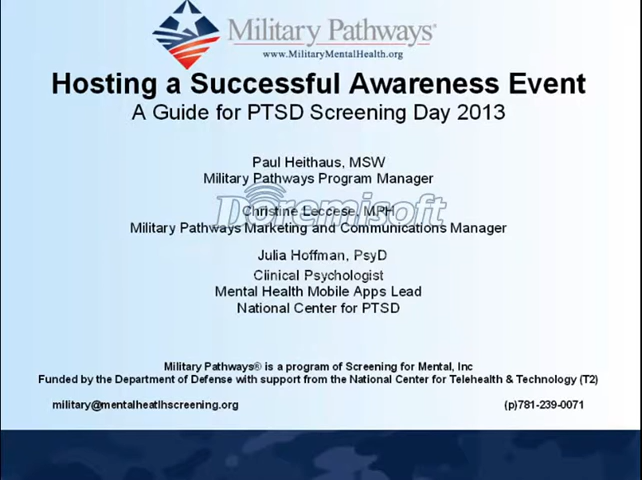 Military Pathways®
www.MilitaryMentalHealth.org
Hosting a Successful Awareness Event
A Guide for PTSD Screening Day 2013
Paul Heithaus, MSW
Military Pathways Program Manager
Doremisoft
Christine Leccese, MPH
Military Pathways Marketing and Communications Manager
Julia Hoffman, PsyD
Clinical Psychologist
Mental Health Mobile Apps Lead
National Center for PTSD
Military Pathways® is a program of Screening for Mental, Inc
Funded by the Department of Defense with support from the National Center for Telehealth & Technology (T2)
military@mentalheatlhscreening.org (p)781-239-0071